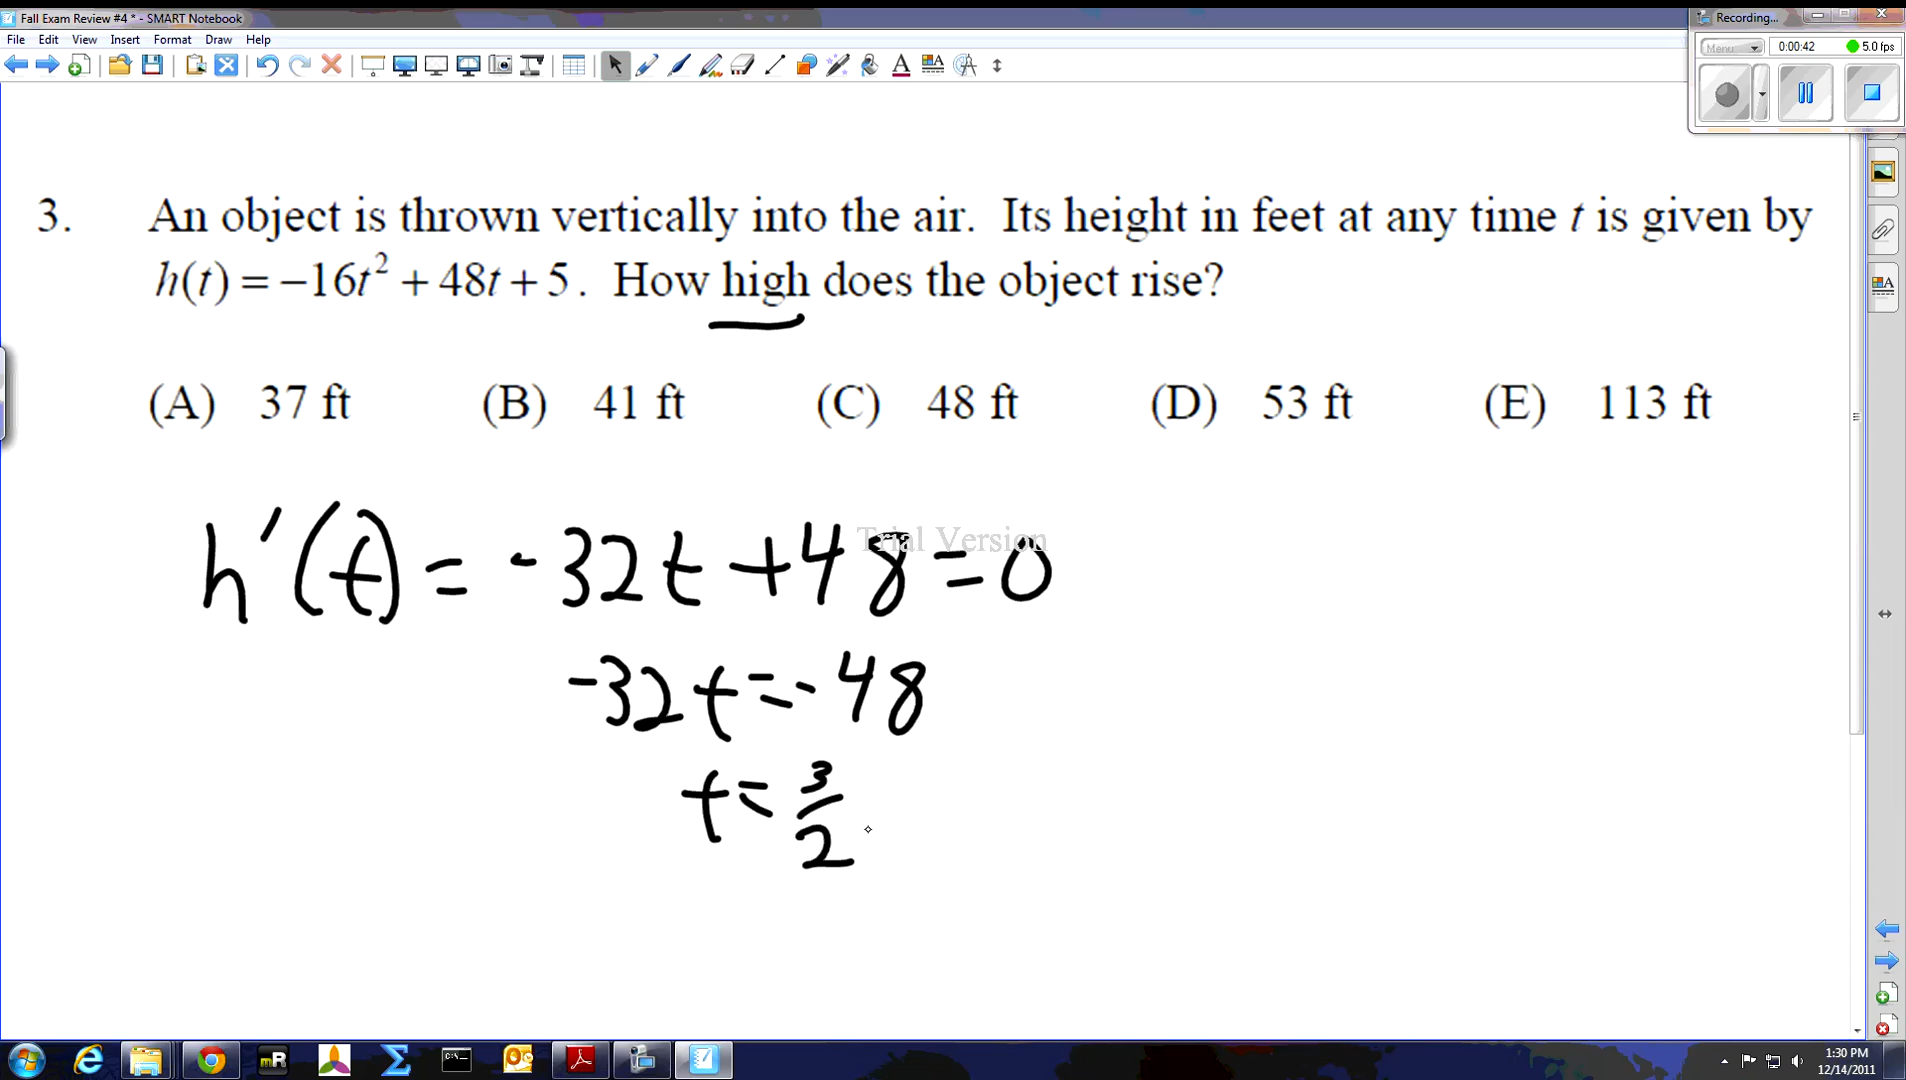 Fall Exam Review #4 * - SMART Notebook
Recording...
File Edit View Insert Format Draw Help
Menu 0:00:42 5.0 fps
3. An object is thrown vertically into the air. Its height in feet at any time t is given by
h(t) = −16t² + 48t + 5. How high does the object rise?
(A) 37 ft (B) 41 ft (C) 48 ft (D) 53 ft (E) 113 ft
Trial Version
h'(t) = -32t + 48 = 0
-32t = -48
t = 3/2
mR
C:\
1:30 PM
12/14/2011